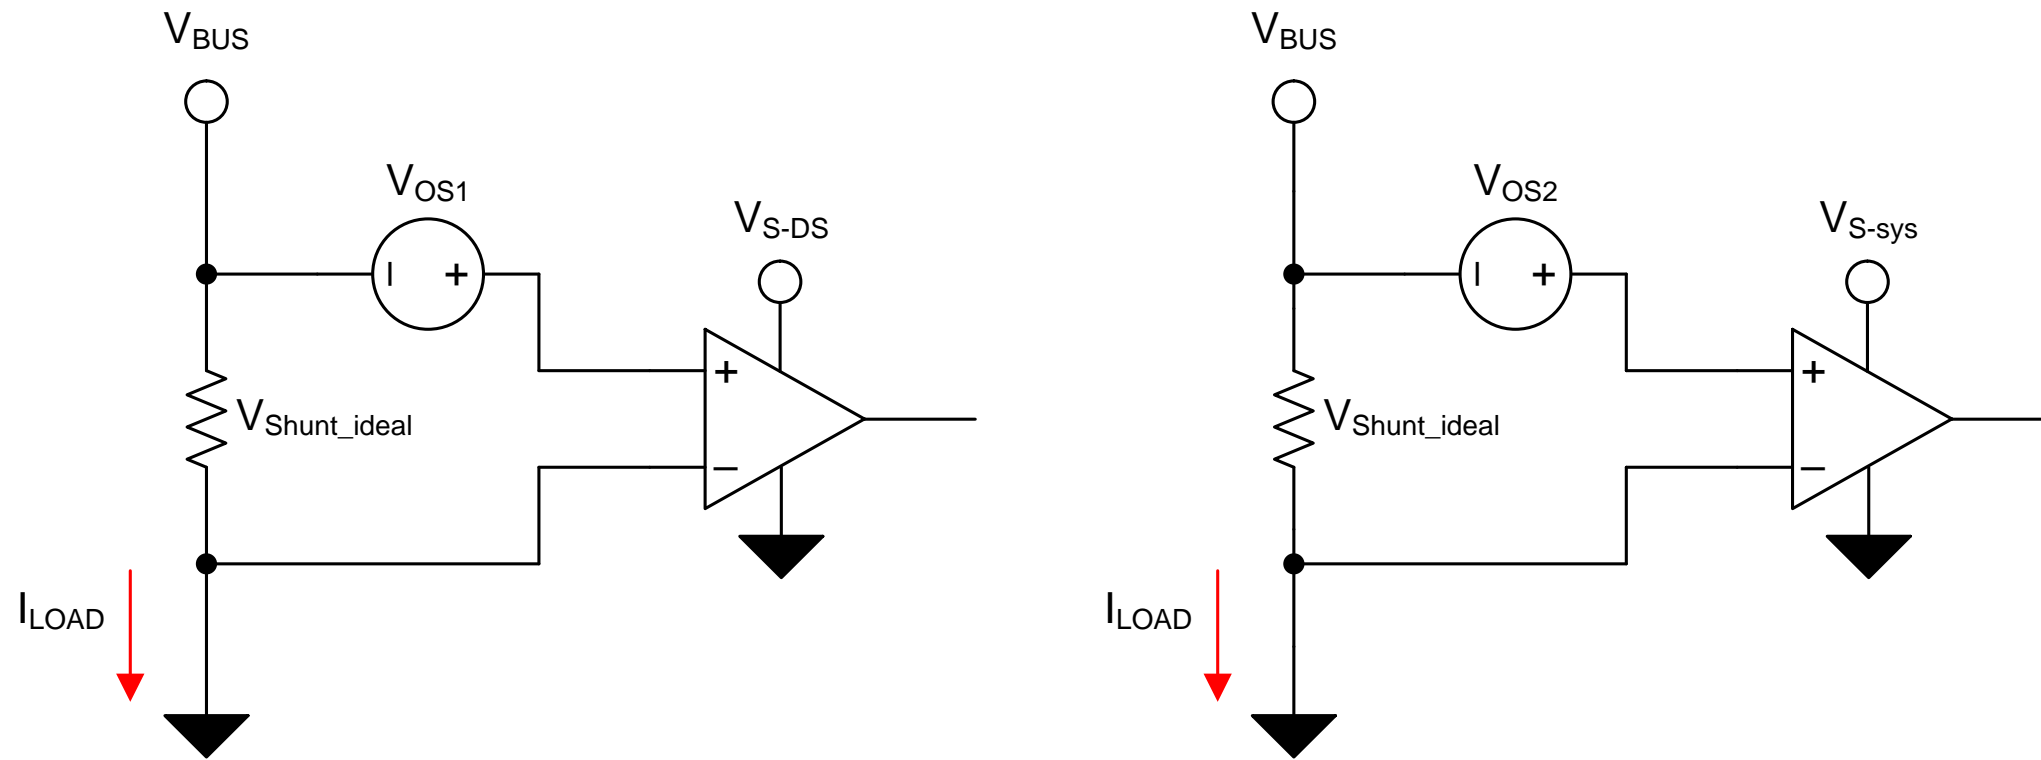 VBUS
VBUS
VOS1
VOS2
VS-DS
VS-sys
– +
– +
+
+
VShunt_ideal
VShunt_ideal
–
–
ILOAD
ILOAD